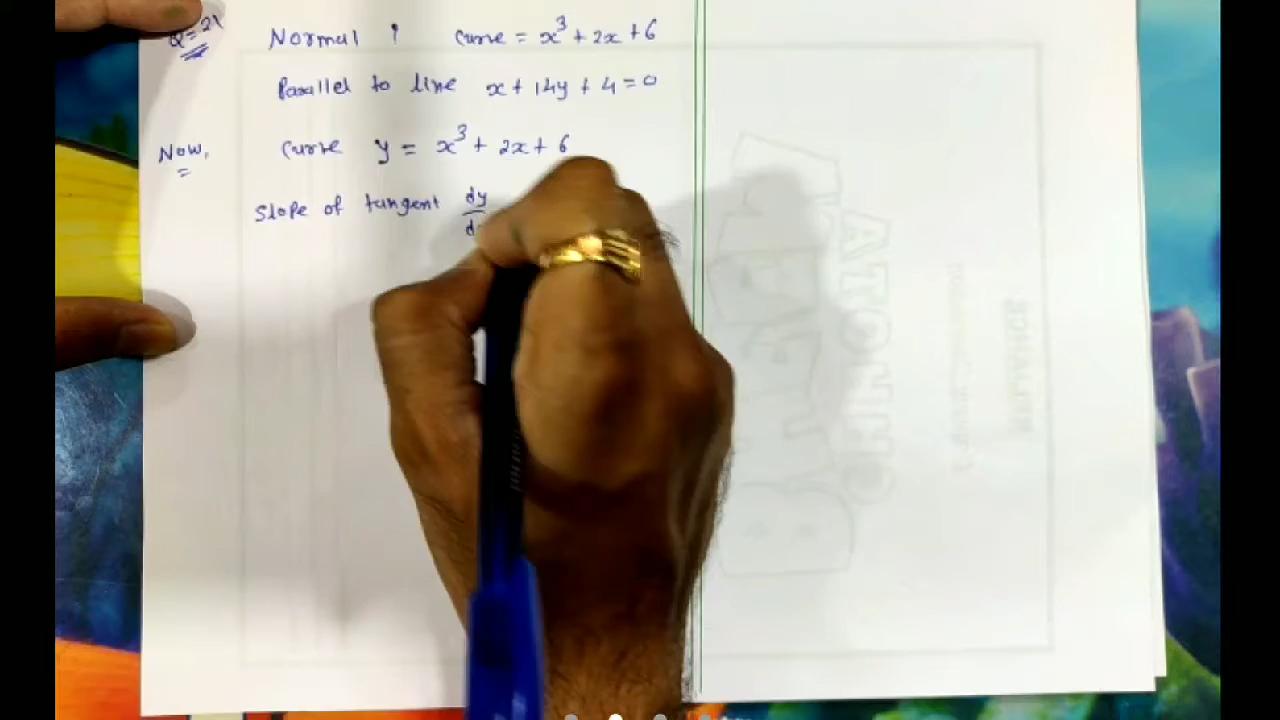 Q=21 Normal ? Curve = x³ + 2x + 6
Parallel to line x + 14y + 4 = 0
Now, Curve y = x³ + 2x + 6
Slope of tangent dy/d